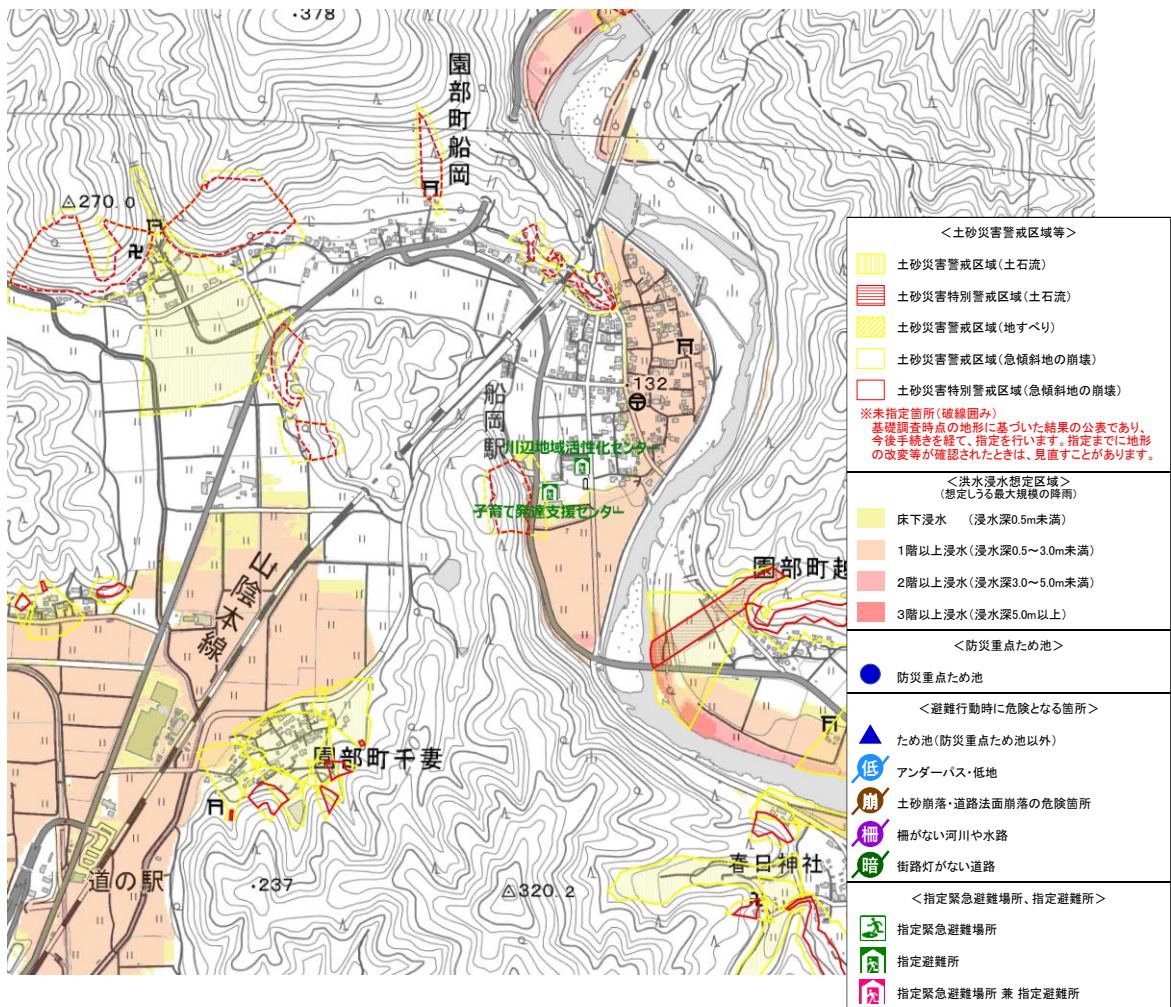 ・378
園部町船岡
△270.0
・132
船岡駅
川辺地域活性化センター
子育て発達支援センター
園部町越
山陰本線
園部町千妻
道の駅
・237
△320.2
春日神社
＜土砂災害警戒区域等＞
土砂災害警戒区域（土石流）
土砂災害特別警戒区域（土石流）
土砂災害警戒区域（地すべり）
土砂災害警戒区域（急傾斜地の崩壊）
土砂災害特別警戒区域（急傾斜地の崩壊）
※未指定箇所（破線囲み）
基礎調査時点の地形に基づいた結果の公表であり、
今後手続きを経て、指定を行います。指定までに地形
の改変等が確認されたときは、見直すことがあります。
＜洪水浸水想定区域＞
（想定しうる最大規模の降雨）
床下浸水　（浸水深0.5m未満）
1階以上浸水（浸水深0.5～3.0m未満）
2階以上浸水（浸水深3.0～5.0m未満）
3階以上浸水（浸水深5.0m以上）
＜防災重点ため池＞
防災重点ため池
＜避難行動時に危険となる箇所＞
ため池（防災重点ため池以外）
低 アンダーパス・低地
崩 土砂崩落・道路法面崩落の危険箇所
柵 柵がない河川や水路
暗 街路灯がない道路
＜指定緊急避難場所、指定避難所＞
指定緊急避難場所
指定避難所
指定緊急避難場所 兼 指定避難所